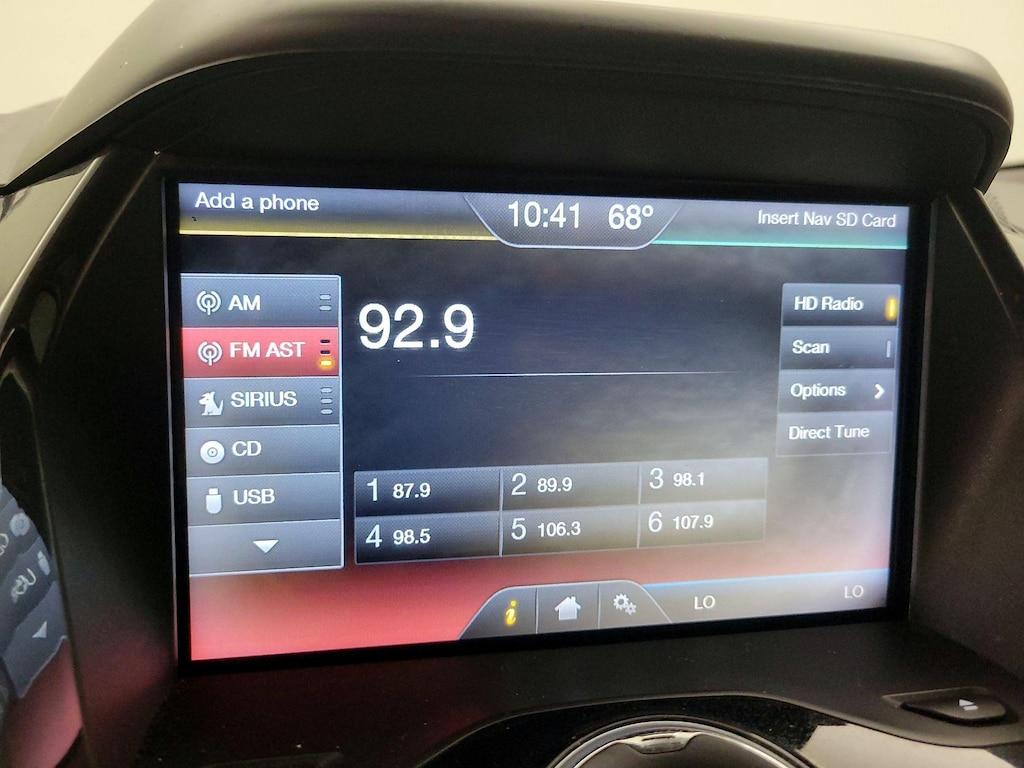 Add a phone
10:41 68º
Insert Nav SD Card
AM
FM AST
SIRIUS
CD
USB
92.9
HD Radio
Scan
Options
Direct Tune
1 87.9
2 89.9
3 98.1
4 98.5
5 106.3
6 107.9
i
LO
LO